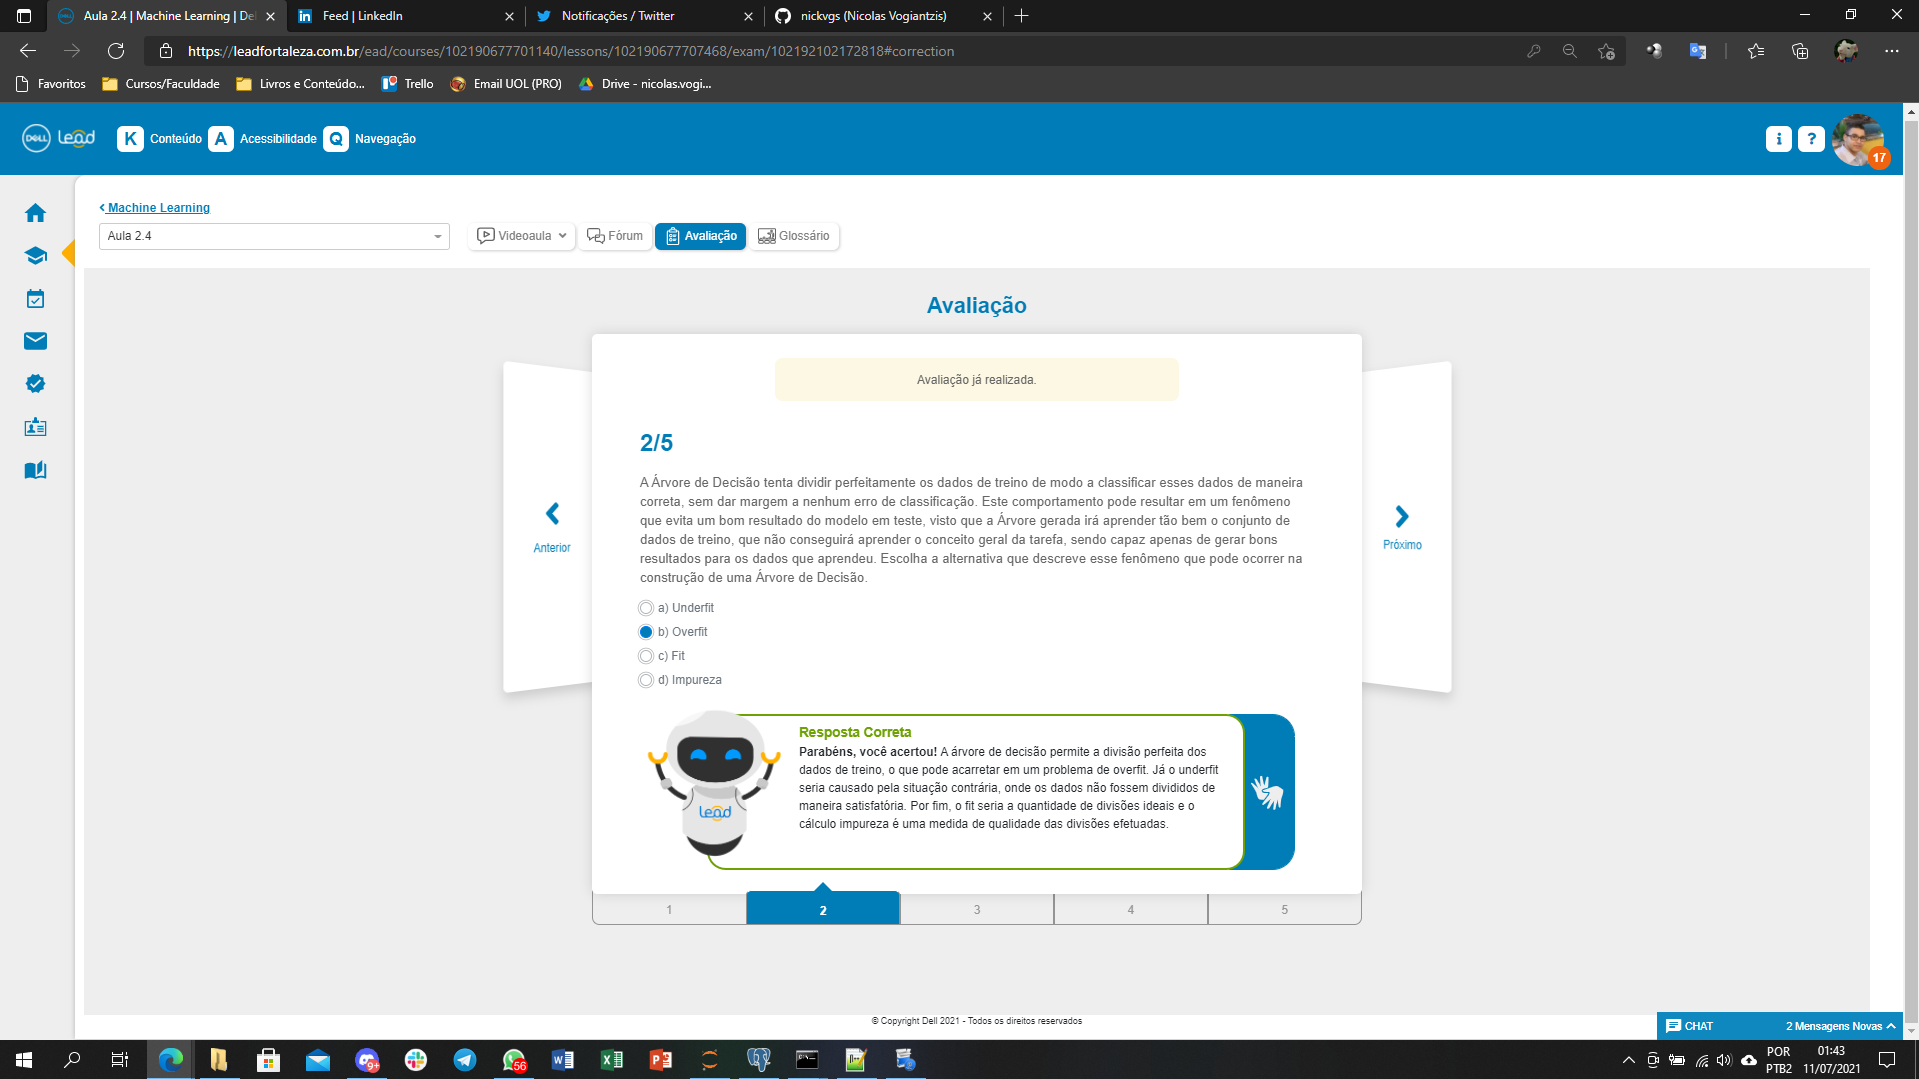 Aula 2.4 | Machine Learning | De
Feed | LinkedIn
Notificações / Twitter
nickvgs (Nicolas Vogiantzis)
https://leadfortaleza.com.br/ead/courses/102190677701140/lessons/102190677707468/exam/102192102172818#correction
Favoritos
Cursos/Faculdade
Livros e Conteúdo...
Trello
Email UOL (PRO)
Drive - nicolas.vogi...
DELL Lead
K Conteúdo
A Acessibilidade
Q Navegação
i
?
17
Machine Learning
Aula 2.4
Videoaula
Fórum
Avaliação
Glossário
Avaliação
Avaliação já realizada.
2/5
A Árvore de Decisão tenta dividir perfeitamente os dados de treino de modo a classificar esses dados de maneira
correta, sem dar margem a nenhum erro de classificação. Este comportamento pode resultar em um fenômeno
que evita um bom resultado do modelo em teste, visto que a Árvore gerada irá aprender tão bem o conjunto de
dados de treino, que não conseguirá aprender o conceito geral da tarefa, sendo capaz apenas de gerar bons
resultados para os dados que aprendeu. Escolha a alternativa que descreve esse fenômeno que pode ocorrer na
construção de uma Árvore de Decisão.
Anterior
Próximo
a) Underfit
b) Overfit
c) Fit
d) Impureza
Lead
Resposta Correta
Parabéns, você acertou! A árvore de decisão permite a divisão perfeita dos
dados de treino, o que pode acarretar em um problema de overfit. Já o underfit
seria causado pela situação contrária, onde os dados não fossem divididos de
maneira satisfatória. Por fim, o fit seria a quantidade de divisões ideais e o
cálculo impureza é uma medida de qualidade das divisões efetuadas.
1
2
3
4
5
© Copyright Dell 2021 - Todos os direitos reservados
CHAT
2 Mensagens Novas
9+
56
POR
PTB2
01:43
11/07/2021